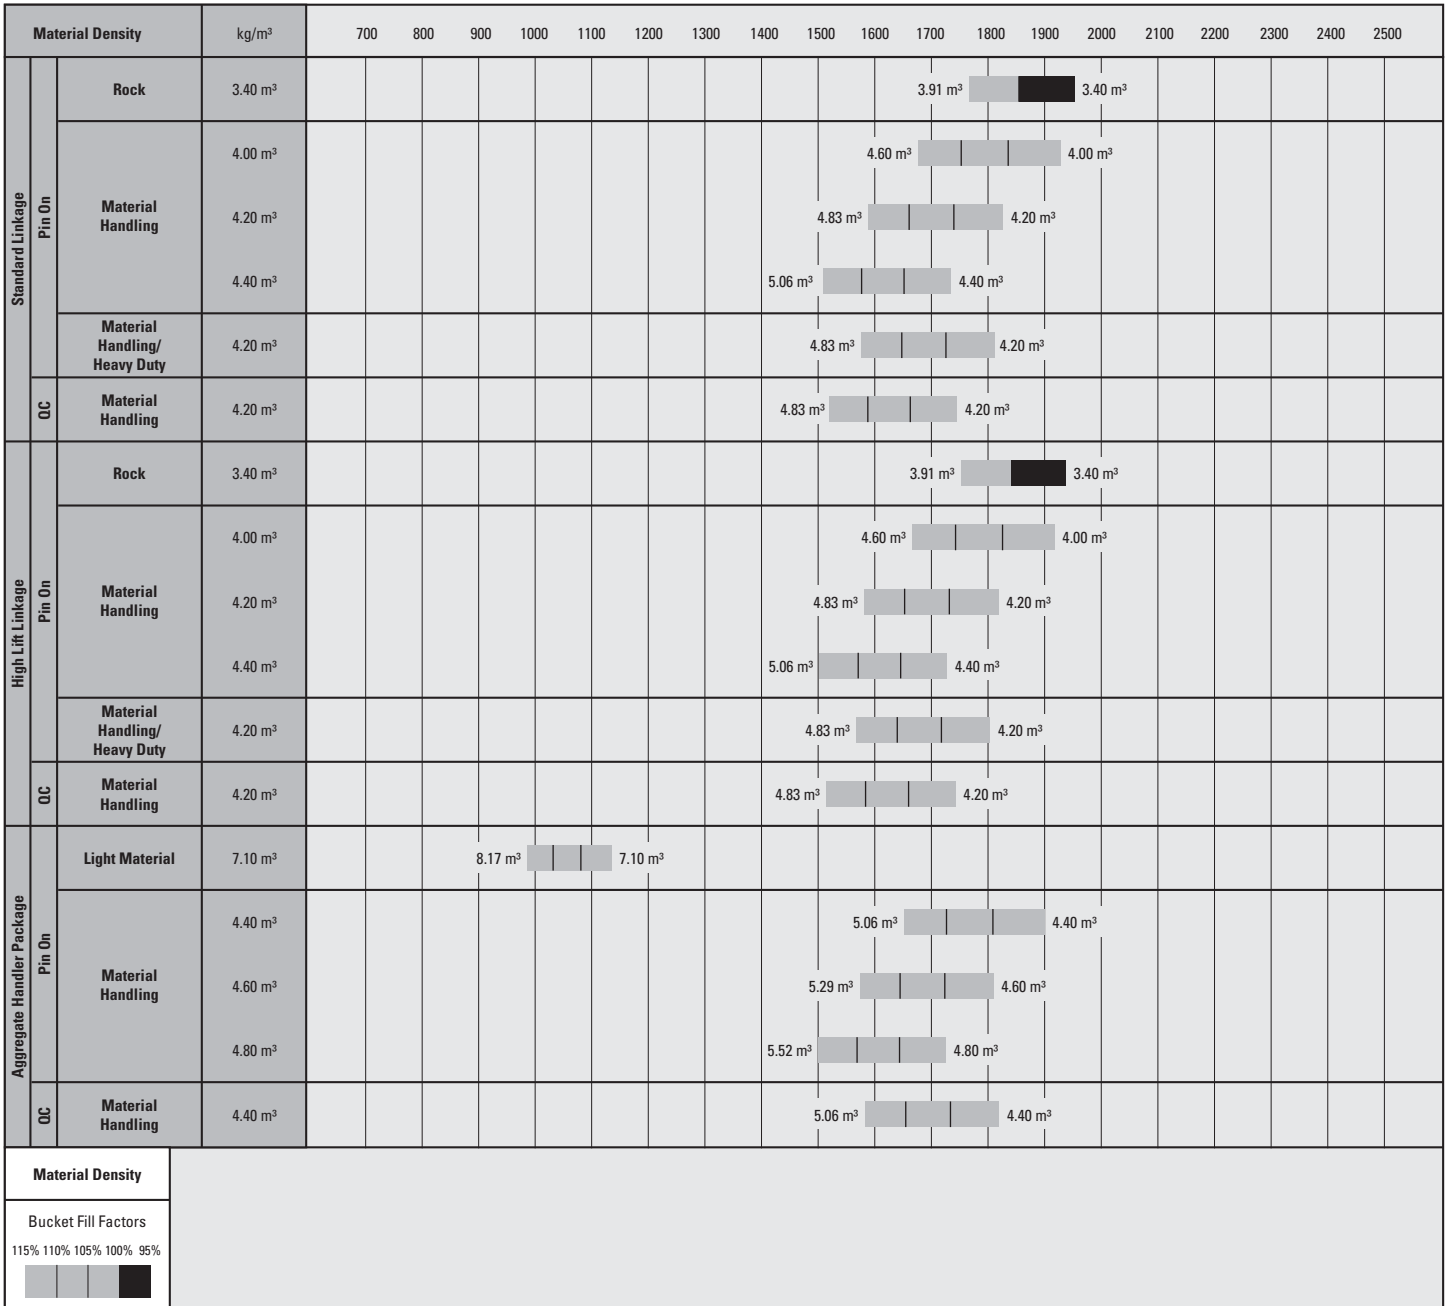 Material Density kg/m³ 700 800 900 1000 1100 1200 1300 1400 1500 1600 1700 1800 1900 2000 2100 2200 2300 2400 2500
Standard Linkage
Pin On
Rock 3.40 m³ 3.91 m³ 3.40 m³
4.00 m³ 4.60 m³ 4.00 m³
Material
Handling
4.20 m³ 4.83 m³ 4.20 m³
4.40 m³ 5.06 m³ 4.40 m³
Material
Handling/
Heavy Duty
4.20 m³ 4.83 m³ 4.20 m³
QC
Material
Handling
4.20 m³ 4.83 m³ 4.20 m³
High Lift Linkage
Pin On
Rock 3.40 m³ 3.91 m³ 3.40 m³
4.00 m³ 4.60 m³ 4.00 m³
Material
Handling
4.20 m³ 4.83 m³ 4.20 m³
4.40 m³ 5.06 m³ 4.40 m³
Material
Handling/
Heavy Duty
4.20 m³ 4.83 m³ 4.20 m³
QC
Material
Handling
4.20 m³ 4.83 m³ 4.20 m³
Aggregate Handler Package
Pin On
Light Material 7.10 m³ 8.17 m³ 7.10 m³
4.40 m³ 5.06 m³ 4.40 m³
Material
Handling
4.60 m³ 5.29 m³ 4.60 m³
4.80 m³ 5.52 m³ 4.80 m³
QC
Material
Handling
4.40 m³ 5.06 m³ 4.40 m³
Material Density
Bucket Fill Factors
115% 110% 105% 100% 95%